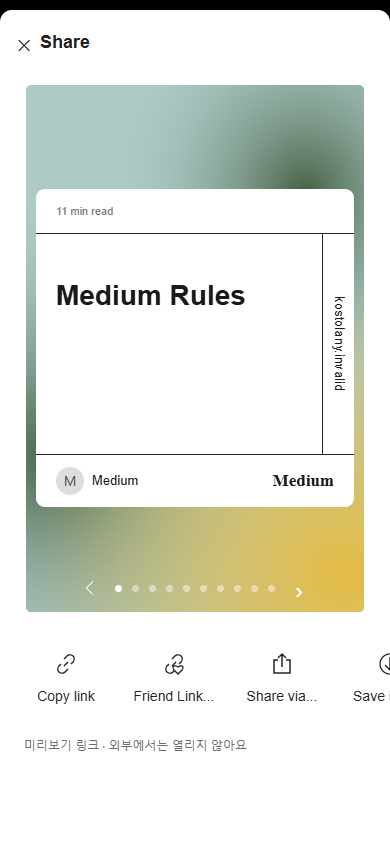 Share
11 min read
Medium Rules
kostolany.invalid
M
Medium
Medium
Copy link
Friend Link...
Share via...
Save
미리보기 링크 · 외부에서는 열리지 않아요